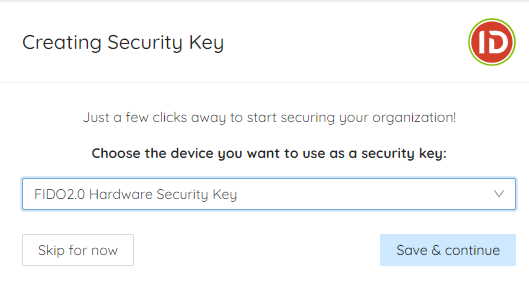 Creating Security Key
ID
Just a few clicks away to start securing your organization!
Choose the device you want to use as a security key:
FIDO2.0 Hardware Security Key
Skip for now
Save & continue